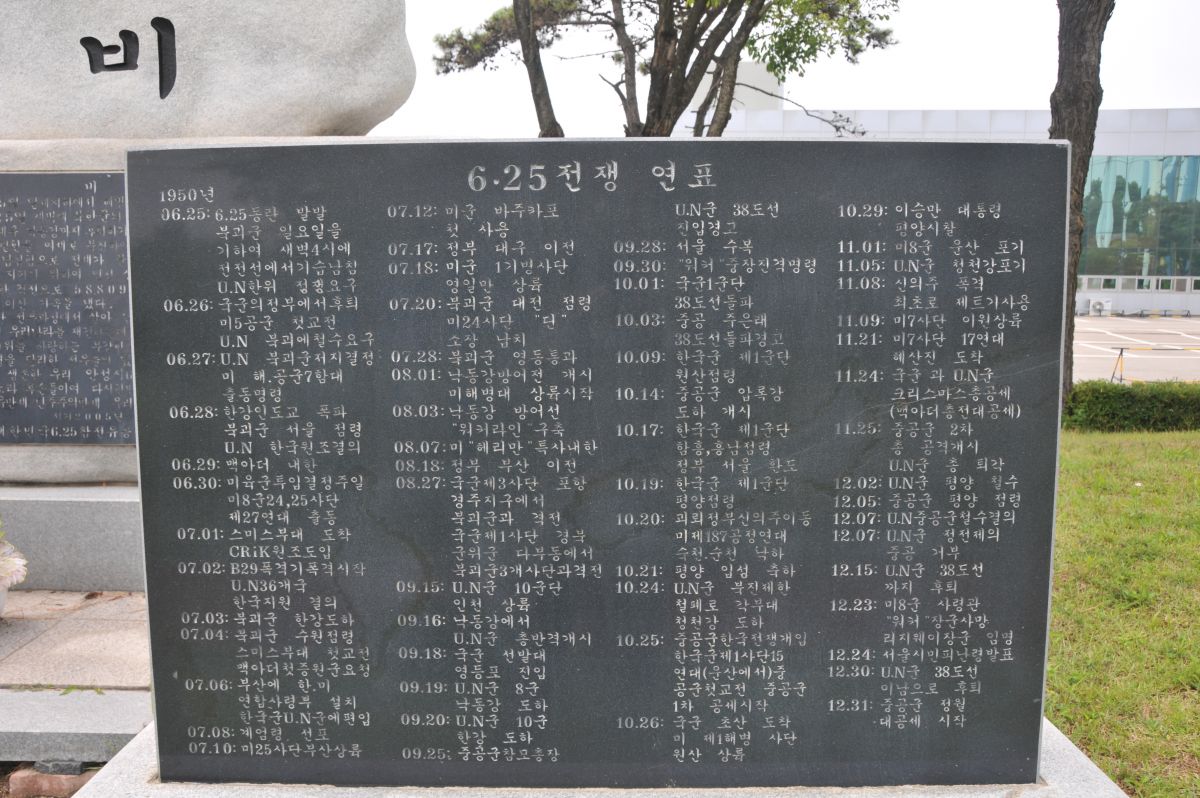 비
6·25전쟁 연표
1950년
06.25: 6.25동란 발발
북괴군 일요일을
기하여 새벽4시에
전전선에서기습남침
U.N한위 집행요구
06.26: 국군의정부에서후퇴
미5공군 첫교전
U.N 북괴에철수요구
06.27: U.N 북괴군저지결정
미 해.공군7함대
출동명령
06.28: 한강인도교 폭파
북괴군 서울 점령
U.N 한국원조결의
06.29: 맥아더 내한
06.30: 미육군투입결정주일
미8군24,25사단
제27연대 출동
07.01: 스미스부대 도착
CRiK원조도입
07.02: B29폭격기폭격시작
U.N36개국
한국지원 결의
07.03: 북괴군 한강도하
07.04: 북괴군 수원점령
스미스부대 첫교전
맥아더첫증원군요청
07.06: 부산에 한.미
연합사령부 설치
한국군U.N군에편입
07.08: 계엄령 선포
07.10: 미25사단부산상륙
07.12: 미군 바주카포
첫 사용
07.17: 정부 대구 이전
07.18: 미군 1기병사단
영일만 상륙
07.20: 북괴군 대전 점령
미24사단 "딘"
소장 납치
07.28: 북괴군 영동통과
08.01: 낙동강방어전 개시
미해병대 상륙시작
08.03: 낙동강 방어선
"워커라인"구축
08.07: 미"해리만"특사내한
08.18: 정부 부산 이전
08.27: 국군제3사단 포항
경주지구에서
북괴군과 격전
국군제1사단 경북
군위군 다부동에서
북괴군3개사단과격전
09.15: U.N군 10군단
인천 상륙
09.16: 낙동강에서
U.N군 총반격개시
09.18: 국군 선발대
영등포 진입
09.19: U.N군 8군
낙동강 도하
09.20: U.N군 10군
한강 도하
09.25: 중공군참모총장
U.N군 38도선
진입경고
09.28: 서울 수복
09.30: "워커"중장진격명령
10.01: 국군1군단
38도선돌파
10.03: 중공 주은래
38도선돌파경고
10.09: 한국군 제1군단
원산점령
10.14: 중공군 압록강
도하 개시
10.17: 한국군 제1군단
함흥,흥남점령
정부 서울 환도
10.19: 한국군 제1군단
평양점령
10.20: 괴뢰정부신의주이동
미제187공정연대
숙천.순천 낙하
10.21: 평양 입성 축하
10.24: U.N군 북진제한
철폐로 각부대
청천강 도하
10.25: 중공군한국전쟁개입
한국군제1사단15
연대(운산에서)중
공군첫교전 중공군
1차 공세시작
10.26: 국군 초산 도착
미 제1해병 사단
원산 상륙
10.29: 이승만 대통령
평양시찰
11.01: 미8군 운산 포기
11.05: U.N군 청천강포기
11.08: 신의주 폭격
최초로 제트기사용
11.09: 미7사단 이원상륙
11.21: 미7사단 17연대
혜산진 도착
11.24: 국군 과 U.N군
크리스마스총공세
(맥아더총전대공세)
11.25: 중공군 2차
총 공격개시
U.N군 총 퇴각
12.02: U.N군 평양 철수
12.05: 중공군 평양 점령
12.07: U.N중공군철수결의
12.07: U.N군 정전제의
중공 거부
12.15: U.N군 38도선
까지 후퇴
12.23: 미8군 사령관
"워커"장군사망
리지웨이장군 임명
12.24: 서울시민피난령발표
12.30: U.N군 38도선
이남으로 후퇴
12.31: 중공군 정월
대공세 시작